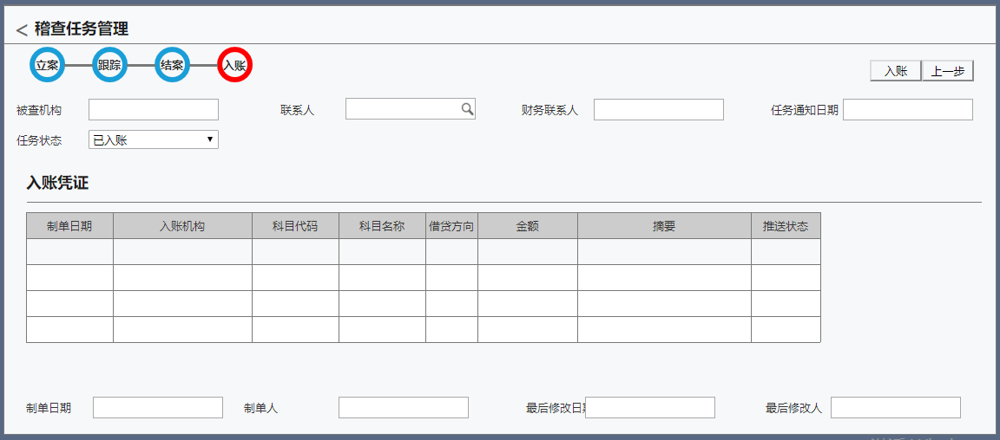 < 稽查任务管理
立案 跟踪 结案 入账
入账 上一步
被查机构 联系人 财务联系人 任务通知日期
任务状态 已入账
入账凭证
制单日期 入账机构 科目代码 科目名称 借贷方向 金额 摘要 推送状态
制单日期 制单人 最后修改日期 最后修改人